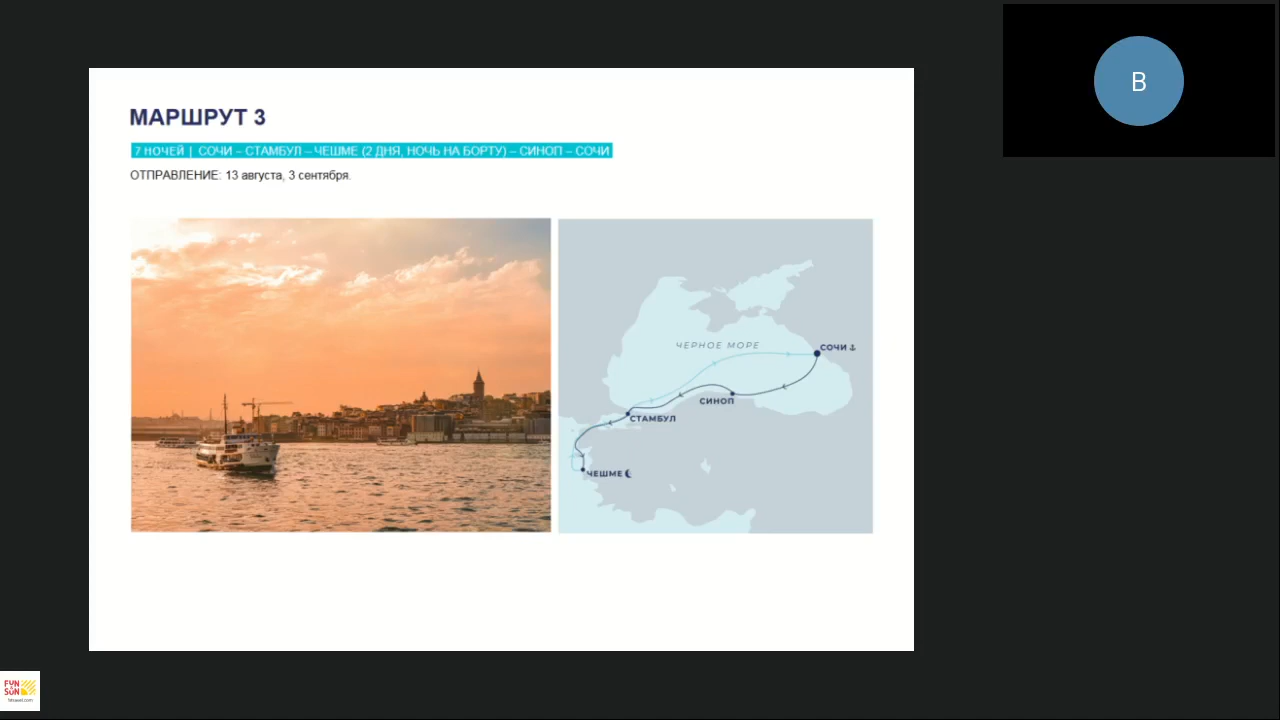 МАРШРУТ 3
7 НОЧЕЙ | СОЧИ – СТАМБУЛ – ЧЕШМЕ (2 ДНЯ, НОЧЬ НА БОРТУ) – СИНОП – СОЧИ
ОТПРАВЛЕНИЕ: 13 августа, 3 сентября.
ЧЕРНОЕ МОРЕ
СОЧИ
СИНОП
СТАМБУЛ
ЧЕШМЕ
B
FUN
SUN